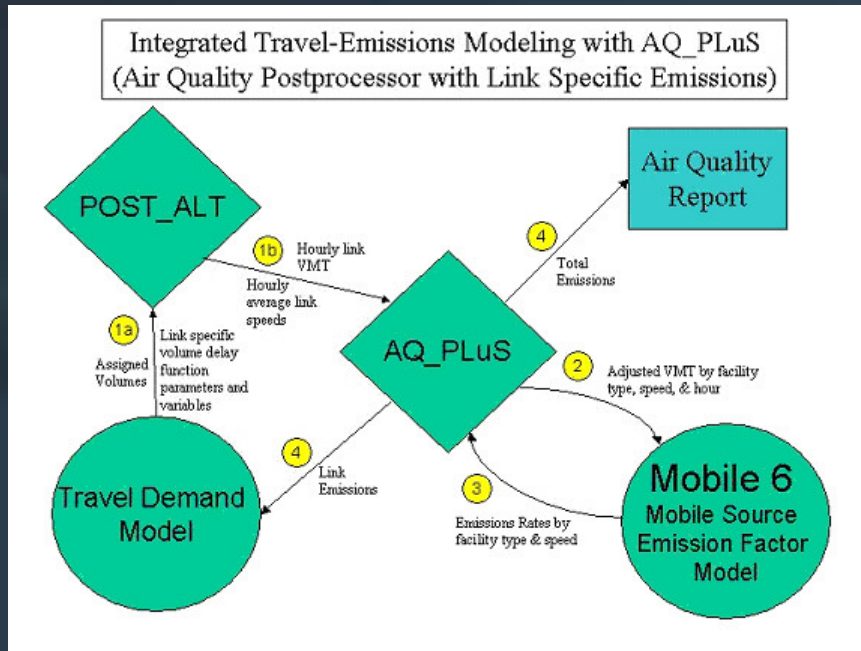 Integrated Travel-Emissions Modeling with AQ_PLuS
(Air Quality Postprocessor with Link Specific Emissions)
POST_ALT
Air Quality
Report
1b
Hourly link
VMT
Hourly
average link
speeds
4
Total
Emissions
1a
Assigned
Volumes
Link specific
volume delay
function
parameters and
variables
AQ_PLuS
2
Adjusted VMT by facility
type, speed, & hour
4
Link
Emissions
3
Emissions Rates by
facility type & speed
Travel Demand
Model
Mobile 6
Mobile Source
Emission Factor
Model